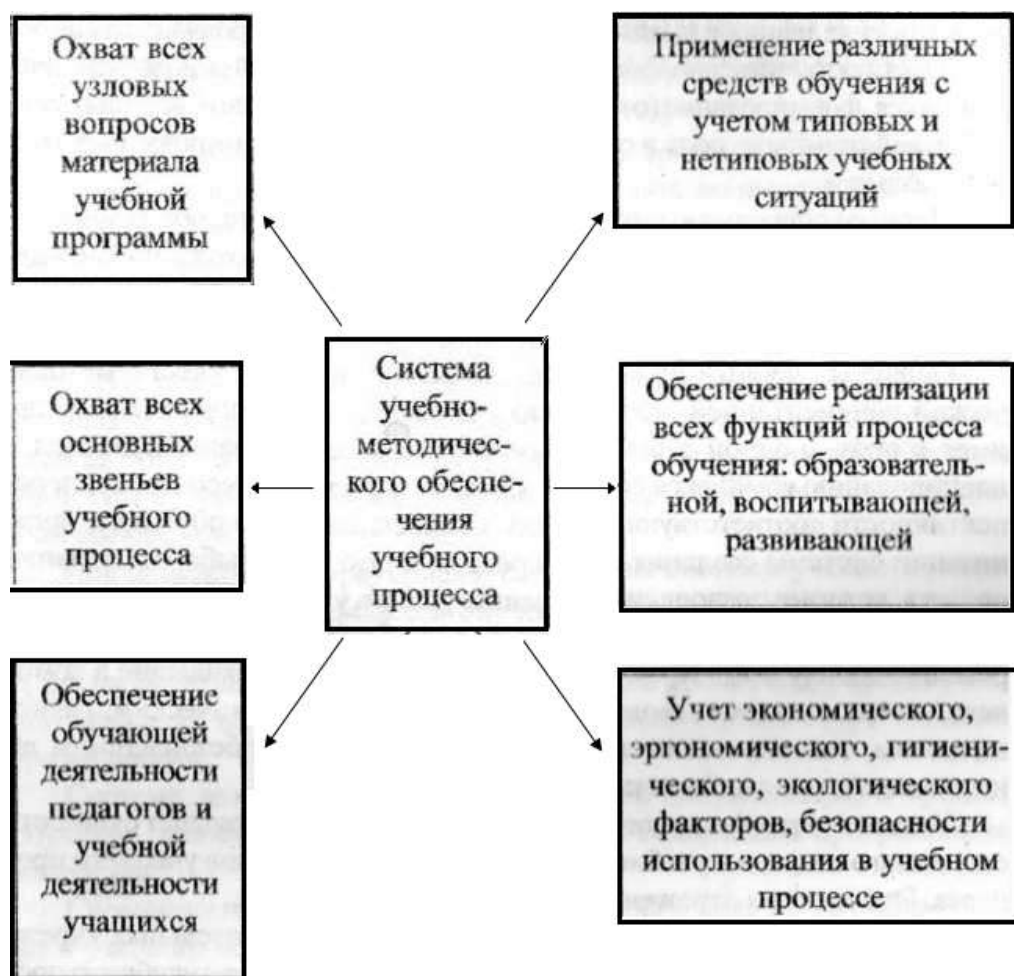 Охват всех
узловых
вопросов
материала
учебной
программы
Применение различных
средств обучения с
учетом типовых и
нетиповых учебных
ситуаций
Охват всех
основных
звеньев
учебного
процесса
Система
учебно-
методичес-
кого обеспе-
чения
учебного
процесса
Обеспечение реализации
всех функций процесса
обучения: образователь-
ной, воспитывающей,
развивающей
Обеспечение
обучающей
деятельности
педагогов и
учебной
деятельности
учащихся
Учет экономического,
эргономического, гигиени-
ческого, экологического
факторов, безопасности
использования в учебном
процессе